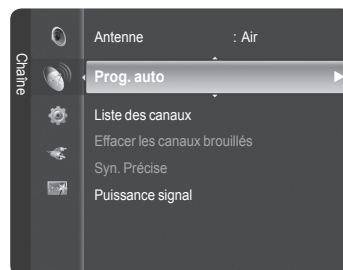 Chaîne
Antenne : Air
Prog. auto
Liste des canaux
Effacer les canaux brouillés
Syn. Précise
Puissance signal